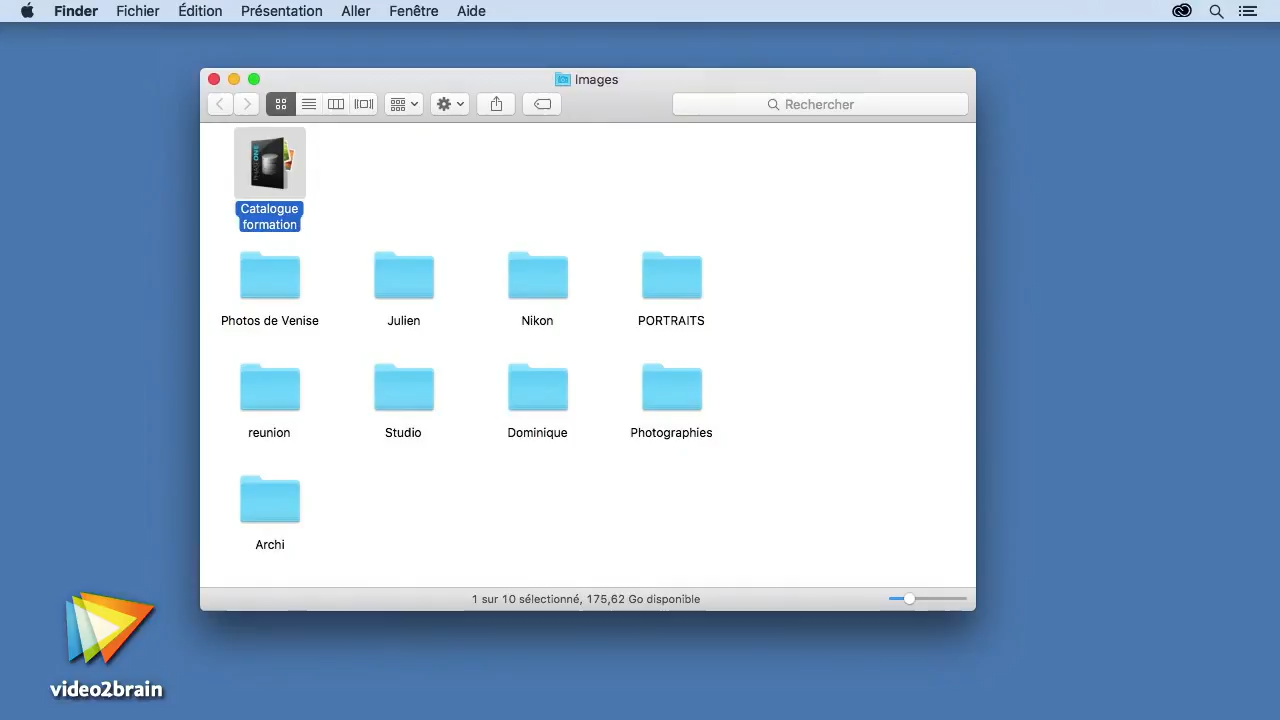 Finder Fichier Édition Présentation Aller Fenêtre Aide
Images
Rechercher
Catalogue
formation
Photos de Venise Julien Nikon PORTRAITS
reunion Studio Dominique Photographies
Archi
1 sur 10 sélectionné, 175,62 Go disponible
video2brain